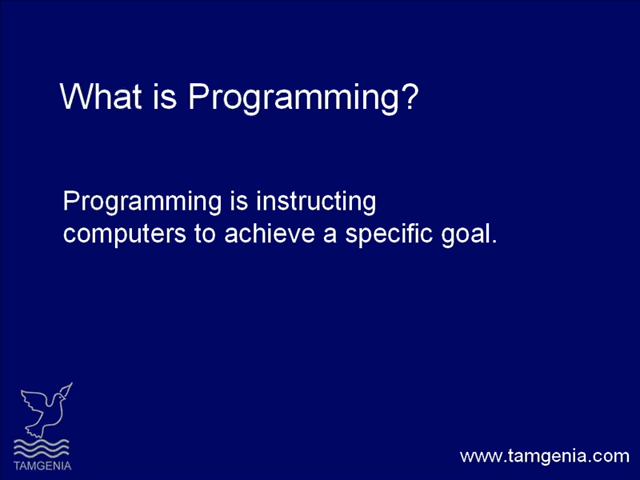 What is Programming?
Programming is instructing
computers to achieve a specific goal.
TAMGENIA
www.tamgenia.com